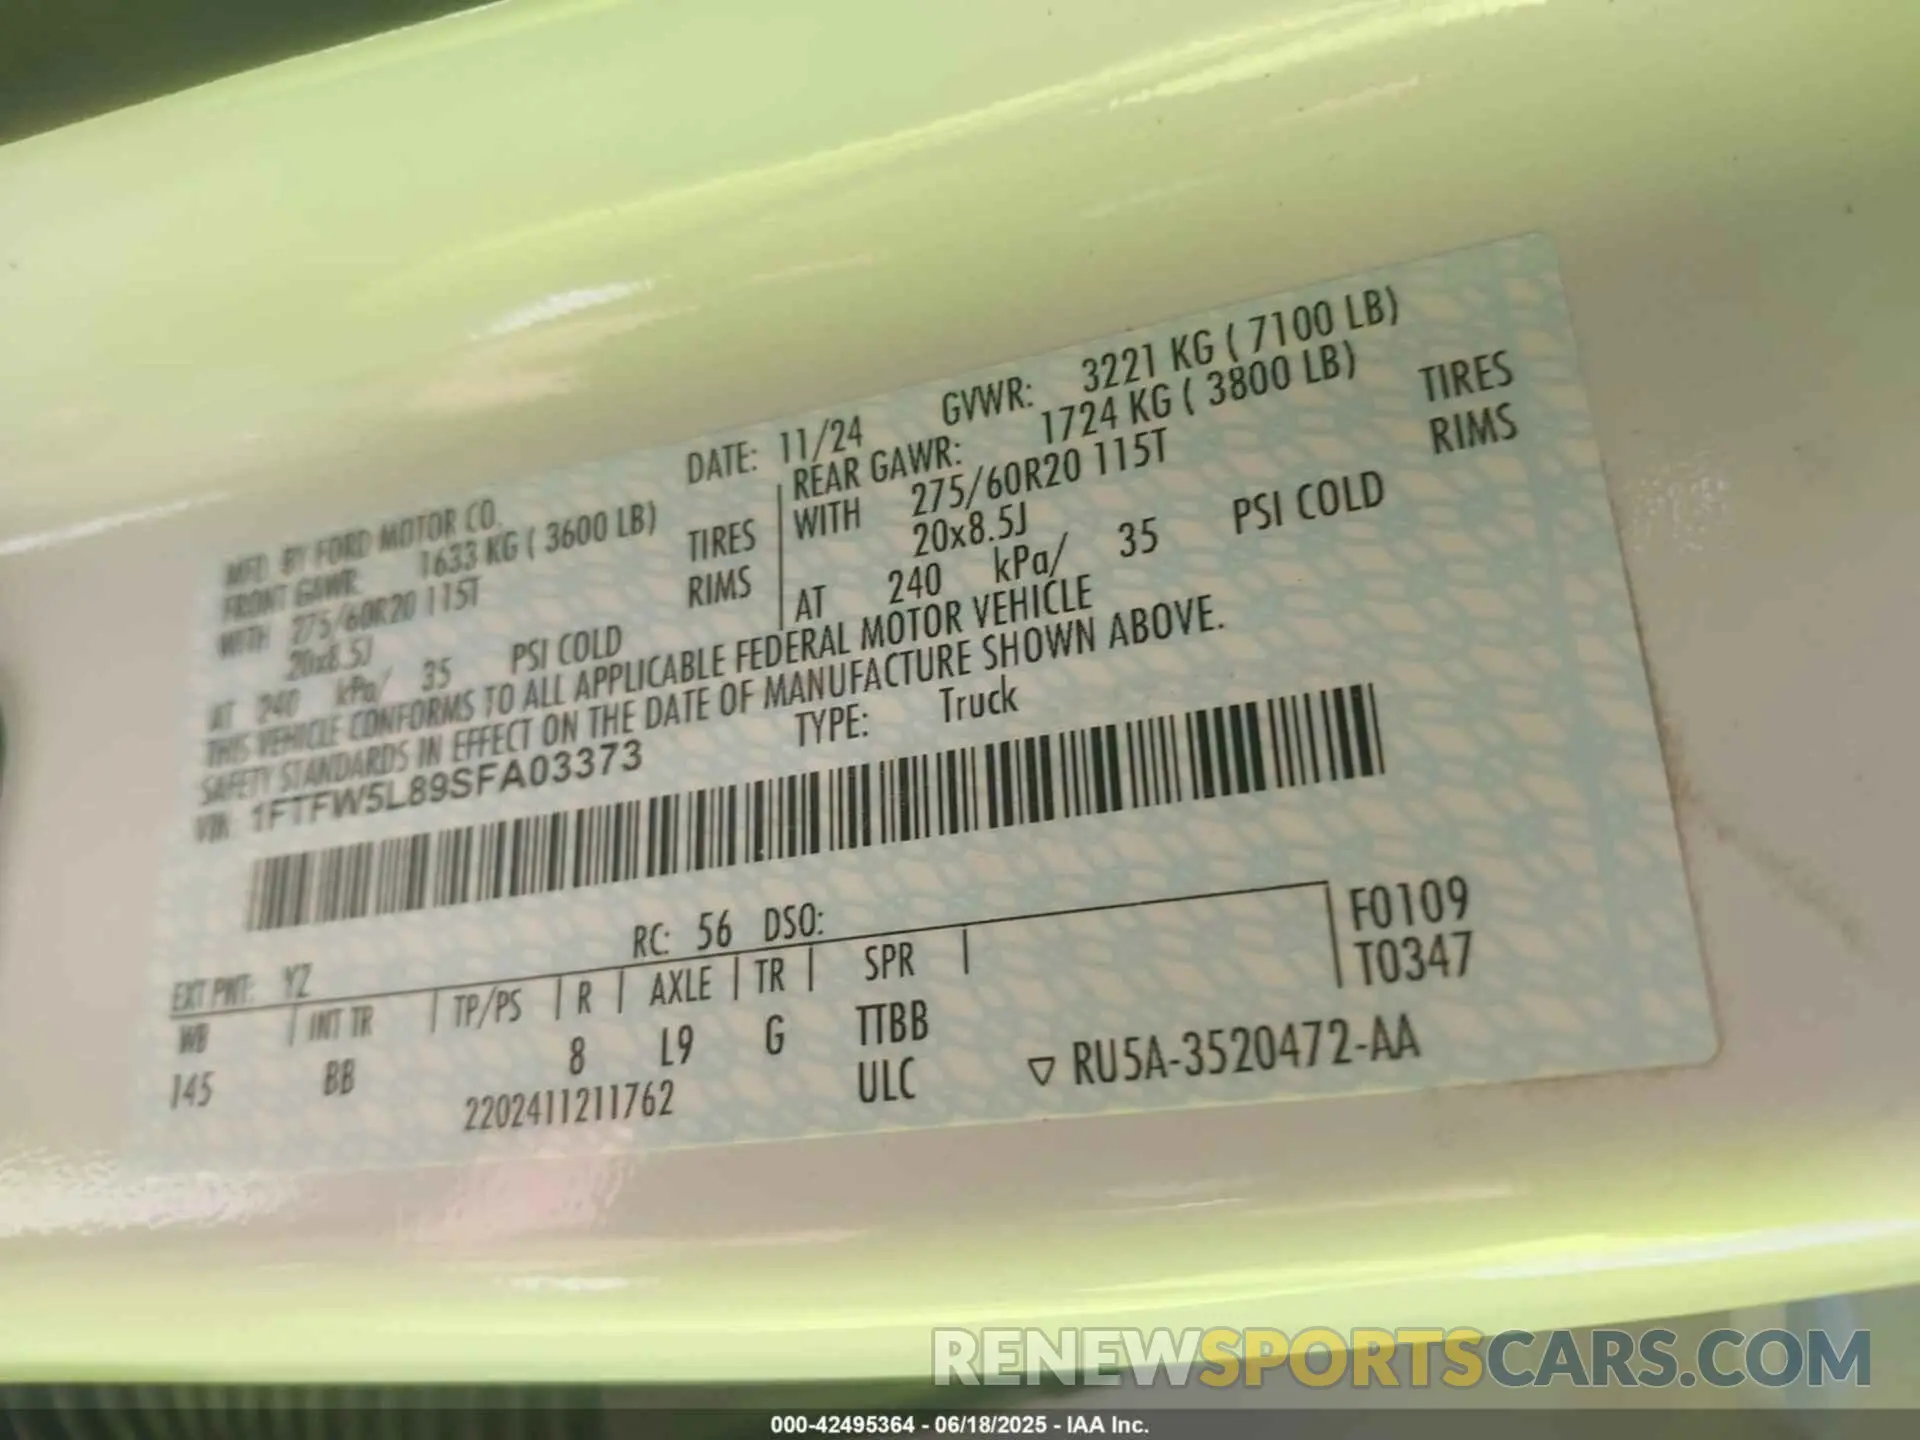 MFD. BY FORD MOTOR CO. DATE: 11/24 GVWR: 3221 KG ( 7100 LB)
FRONT GAWR: 1633 KG ( 3600 LB) REAR GAWR: 1724 KG ( 3800 LB)
WITH 275/60R20 115T TIRES WITH 275/60R20 115T TIRES
20x8.5J RIMS 20x8.5J RIMS
AT 240 kPa/ 35 PSI COLD AT 240 kPa/ 35 PSI COLD
THIS VEHICLE CONFORMS TO ALL APPLICABLE FEDERAL MOTOR VEHICLE
SAFETY STANDARDS IN EFFECT ON THE DATE OF MANUFACTURE SHOWN ABOVE.
VIN: 1FTFW5L89SFA03373 TYPE: Truck
EXT PNT: YZ RC: 56 DSO: F0109
WB INT TR TP/PS R AXLE TR SPR T0347
145 BB 8 L9 G TTBB
2202411211762 ULC ▽ RU5A-3520472-AA
RENEWSPORTSCARS.COM
000-42495364 - 06/18/2025 - IAA Inc.